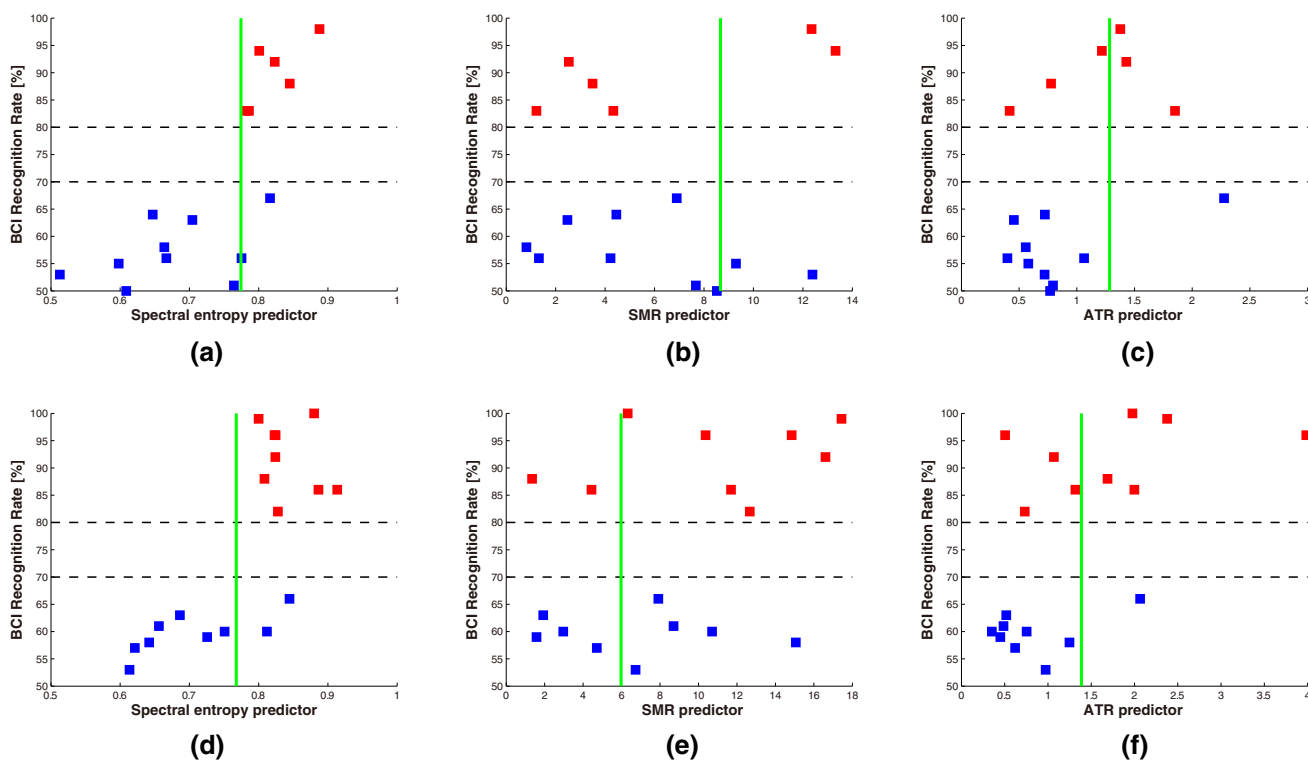 100
95
90
85
80
75
70
65
60
55
50
BCI Recognition Rate [%]
0.5 0.6 0.7 0.8 0.9 1
Spectral entropy predictor
(a)
100
95
90
85
80
75
70
65
60
55
50
BCI Recognition Rate [%]
0 2 4 6 8 10 12 14
SMR predictor
(b)
100
95
90
85
80
75
70
65
60
55
50
BCI Recognition Rate [%]
0 0.5 1 1.5 2 2.5 3
ATR predictor
(c)
100
95
90
85
80
75
70
65
60
55
50
BCI Recognition Rate [%]
0.5 0.6 0.7 0.8 0.9 1
Spectral entropy predictor
(d)
100
95
90
85
80
75
70
65
60
55
50
BCI Recognition Rate [%]
0 2 4 6 8 10 12 14 16 18
SMR predictor
(e)
100
95
90
85
80
75
70
65
60
55
50
BCI Recognition Rate [%]
0 0.5 1 1.5 2 2.5 3 3.5 4
ATR predictor
(f)